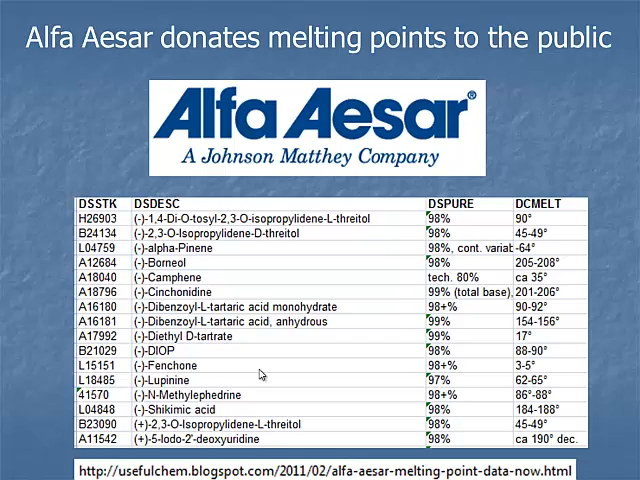 Alfa Aesar donates melting points to the public
Alfa Aesar®
A Johnson Matthey Company
DSSTK DSDESC DSPURE DCMELT
H26903 (-)-1,4-Di-O-tosyl-2,3-O-isopropylidene-L-threitol 98% 90°
B24134 (-)-2,3-O-Isopropylidene-D-threitol 98% 45-49°
L04759 (-)-alpha-Pinene 98%, cont. variab -64°
A12684 (-)-Borneol 98% 205-208°
A18040 (-)-Camphene tech. 80% ca 35°
A18796 (-)-Cinchonidine 99% (total base), 201-206°
A16180 (-)-Dibenzoyl-L-tartaric acid monohydrate 98+% 90-92°
A16181 (-)-Dibenzoyl-L-tartaric acid, anhydrous 99% 154-156°
A17992 (-)-Diethyl D-tartrate 99% 17°
B21029 (-)-DIOP 98% 88-90°
L15151 (-)-Fenchone 98+% 3-5°
L18485 (-)-Lupinine 97% 62-65°
41570 (-)-N-Methylephedrine 98+% 86°-88°
L04848 (-)-Shikimic acid 98% 184-188°
B23090 (+)-2,3-O-Isopropylidene-L-threitol 98% 45-49°
A11542 (+)-5-Iodo-2'-deoxyuridine 98% ca 190° dec.
http://usefulchem.blogspot.com/2011/02/alfa-aesar-melting-point-data-now.html